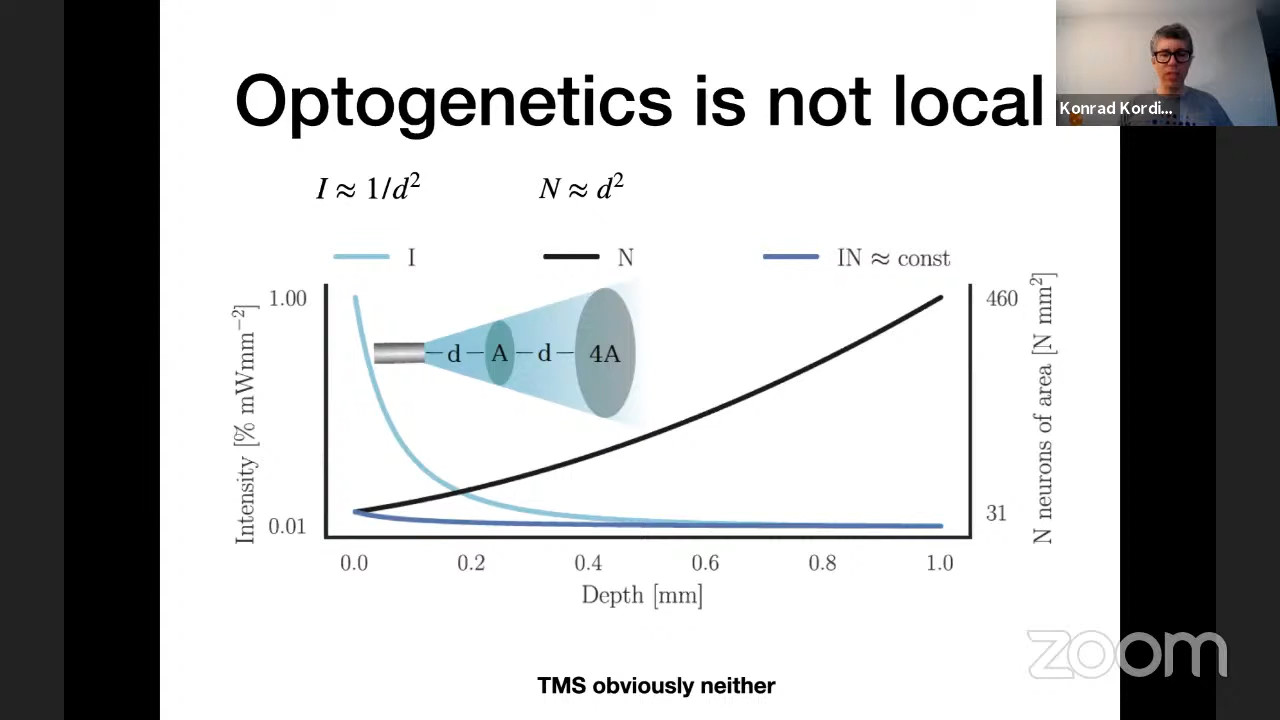 Optogenetics is not local
Konrad Kordi...
I ≈ 1/d²
N ≈ d²
I
N
IN ≈ const
1.00
0.01
Intensity [% mWmm⁻²]
d
A
d
4A
460
31
N neurons of area [N mm²]
0.0 0.2 0.4 0.6 0.8 1.0
Depth [mm]
TMS obviously neither
zoom